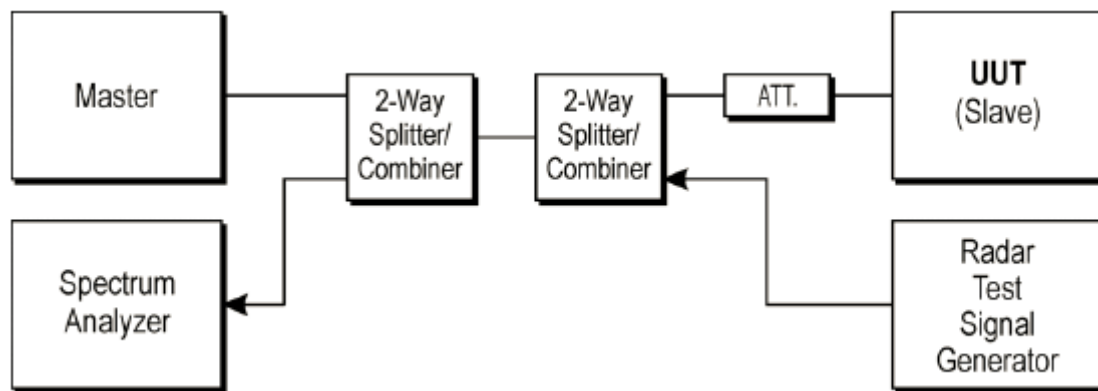 Master
2-Way
Splitter/
Combiner
2-Way
Splitter/
Combiner
ATT.
UUT
(Slave)
Spectrum
Analyzer
Radar
Test
Signal
Generator